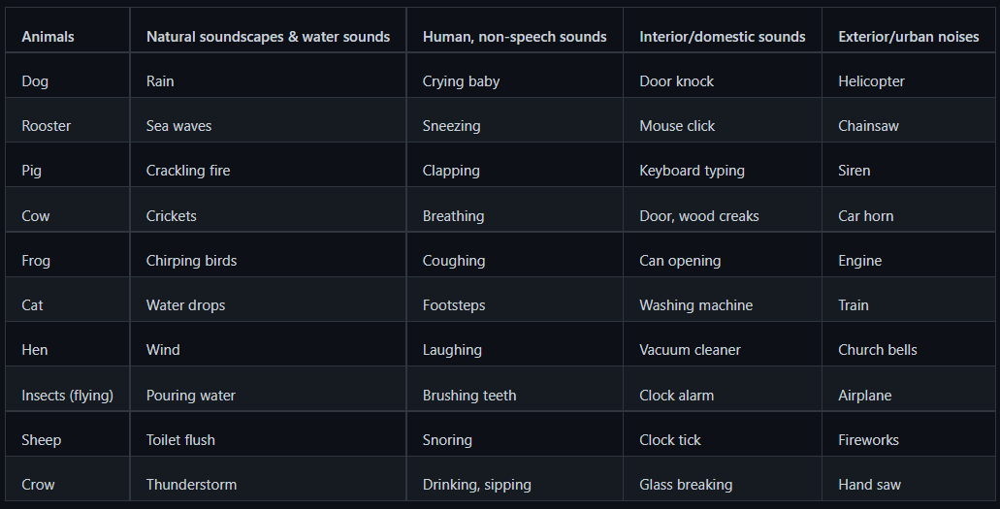 Animals Natural soundscapes & water sounds Human, non-speech sounds Interior/domestic sounds Exterior/urban noises
Dog Rain Crying baby Door knock Helicopter
Rooster Sea waves Sneezing Mouse click Chainsaw
Pig Crackling fire Clapping Keyboard typing Siren
Cow Crickets Breathing Door, wood creaks Car horn
Frog Chirping birds Coughing Can opening Engine
Cat Water drops Footsteps Washing machine Train
Hen Wind Laughing Vacuum cleaner Church bells
Insects (flying) Pouring water Brushing teeth Clock alarm Airplane
Sheep Toilet flush Snoring Clock tick Fireworks
Crow Thunderstorm Drinking, sipping Glass breaking Hand saw